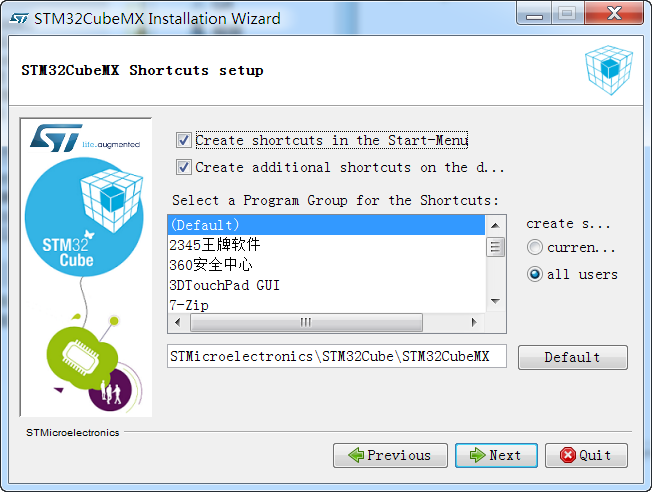 STM32CubeMX Installation Wizard
STM32CubeMX Shortcuts setup
life.augmented
STM32
Cube
Create shortcuts in the Start-Menu
Create additional shortcuts on the d...
Select a Program Group for the Shortcuts:
(Default)
2345王牌软件
360安全中心
3DTouchPad GUI
7-Zip
create s...
curren...
all users
STMicroelectronics\STM32Cube\STM32CubeMX
Default
STMicroelectronics
Previous
Next
Quit